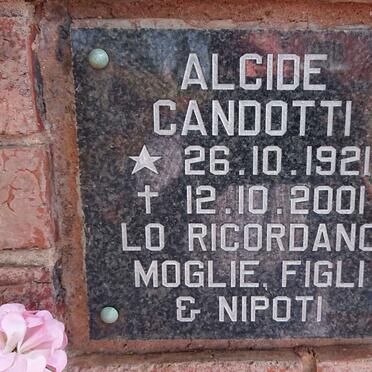 ALCIDE
CANDOTTI
★ 26.10.1921
✝ 12.10.2001
LO RICORDANO
MOGLIE, FIGLI
& NIPOTI